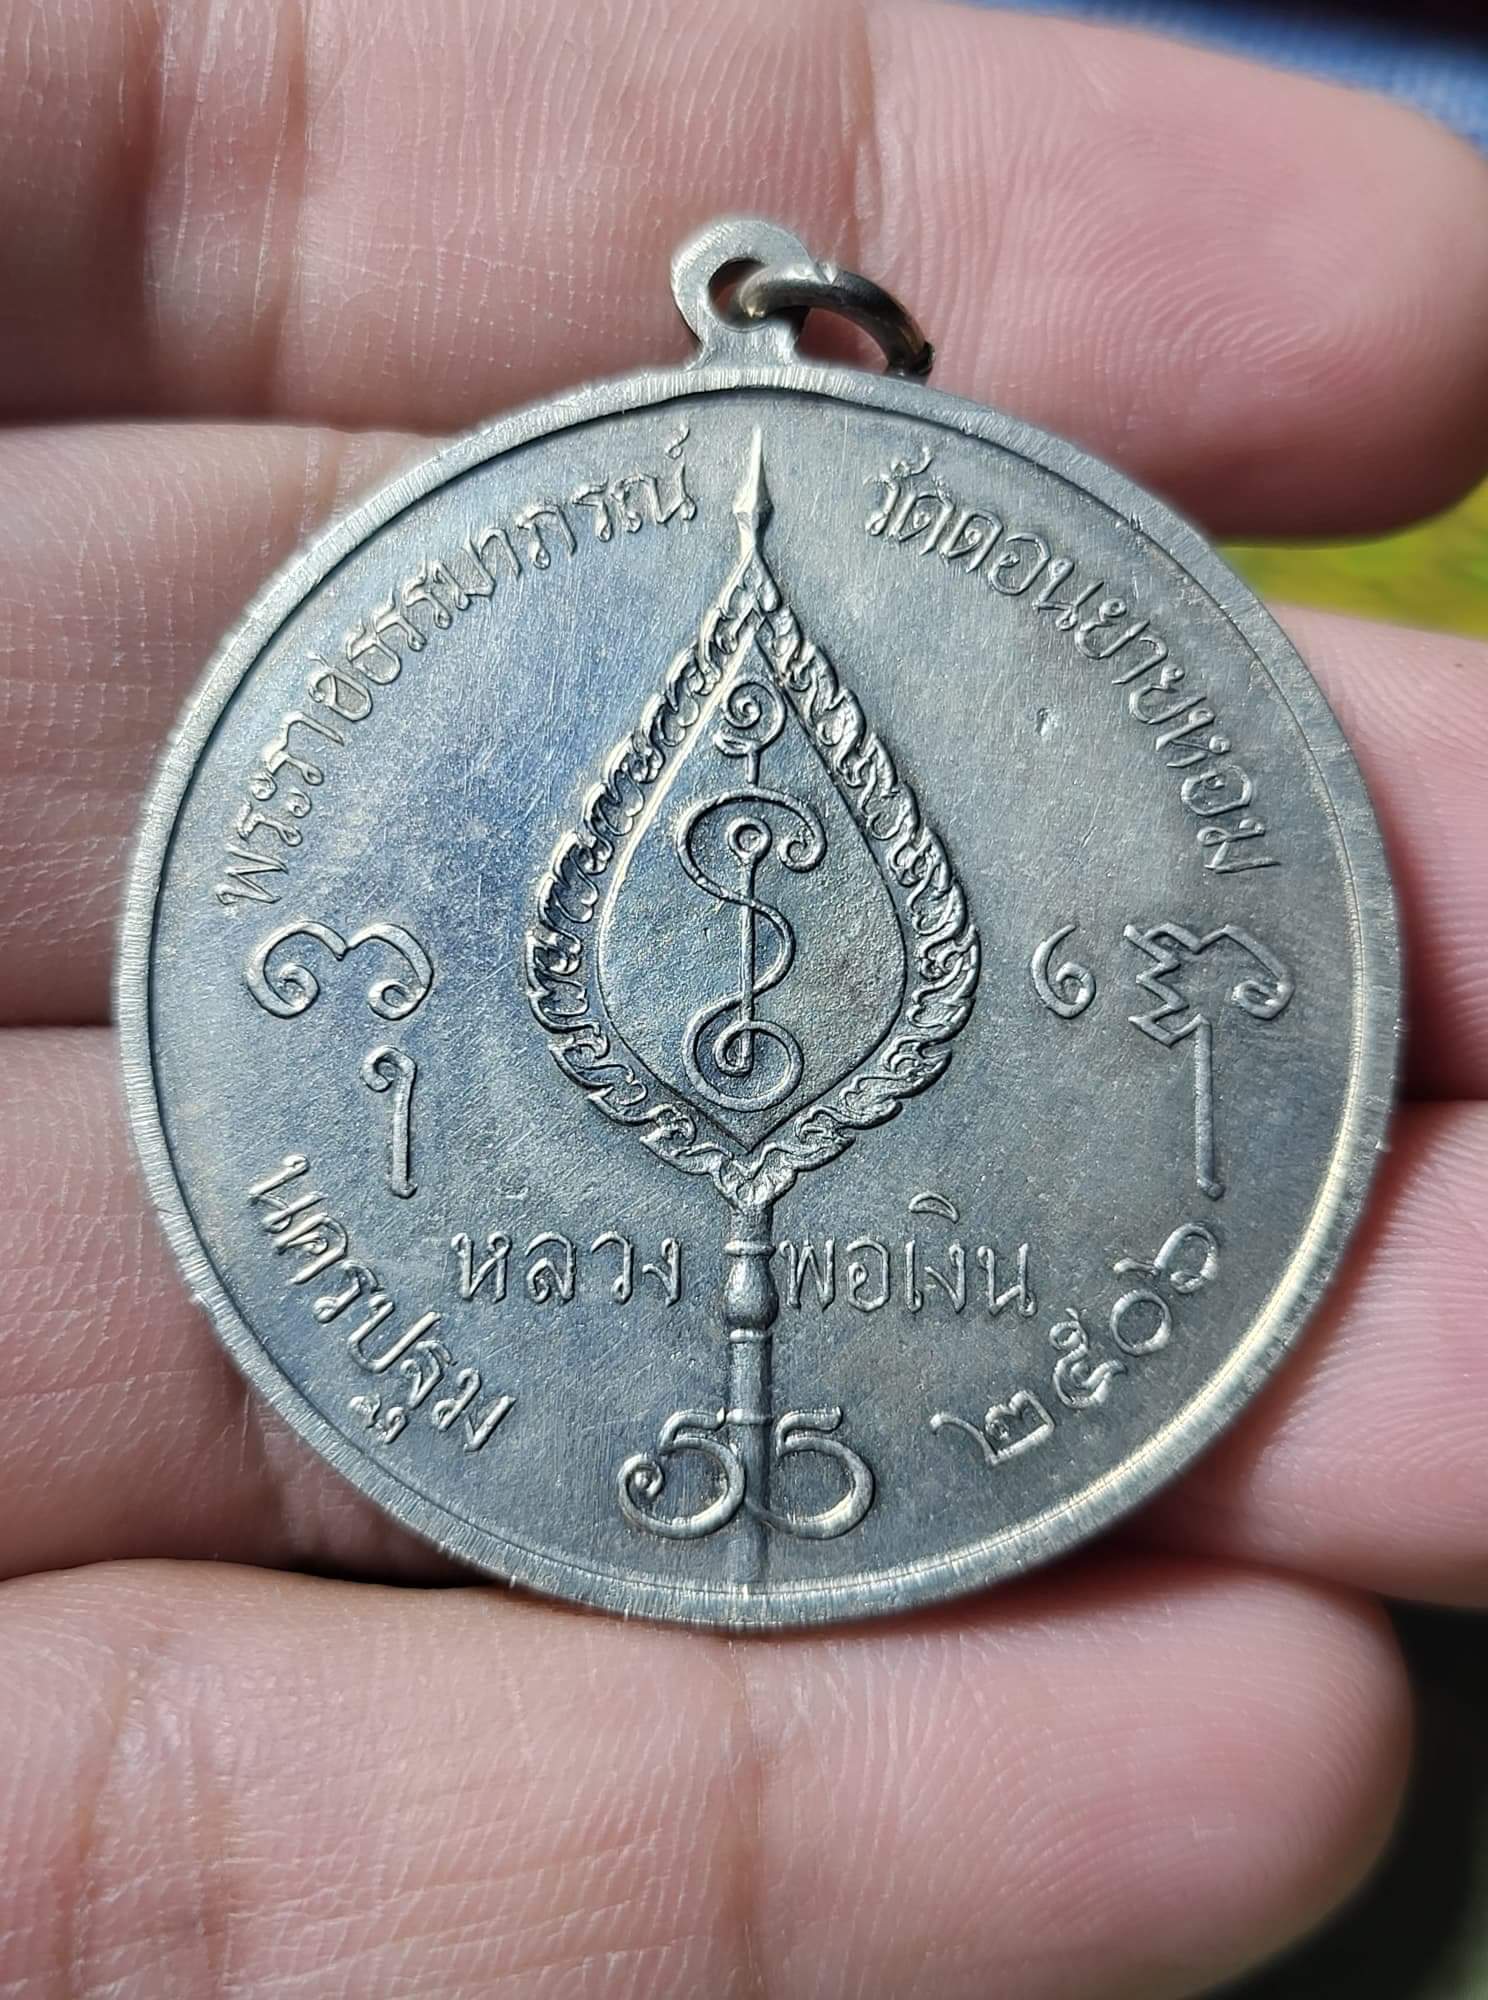 พระราชธรรมาภรณ์
วัดดอนยายหอม
หลวงพ่อเงิน
นครปฐม
๒๕๐๖